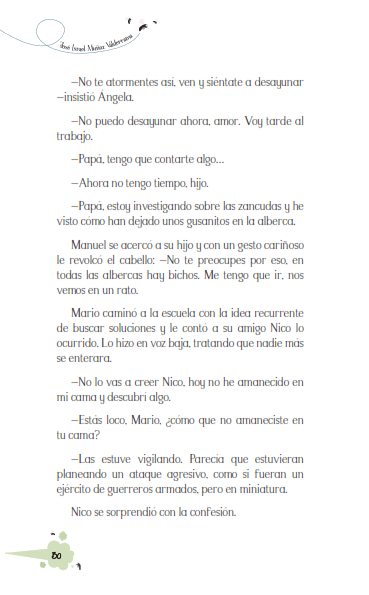 José Israel Muñoz Valderrama
—No te atormentes así, ven y siéntate a desayunar
—insistió Ángela.
—No puedo desayunar ahora, amor. Voy tarde al
trabajo.
—Papá, tengo que contarte algo...
—Ahora no tengo tiempo, hijo.
—Papá, estoy investigando sobre las zancudas y he
visto cómo han dejado unos gusanitos en la alberca.
Manuel se acercó a su hijo y con un gesto cariñoso
le revolcó el cabello: —No te preocupes por eso, en
todas las albercas hay bichos. Me tengo que ir, nos
vemos en un rato.
Mario caminó a la escuela con la idea recurrente
de buscar soluciones y le contó a su amigo Nico lo
ocurrido. Lo hizo en voz baja, tratando que nadie más
se enterara.
—No lo vas a creer Nico, hoy no he amanecido en
mi cama y descubrí algo.
—Estás loco, Mario, ¿cómo que no amaneciste en
tu cama?
—Las estuve vigilando. Parecía que estuvieran
planeando un ataque agresivo, como si fueran un
ejército de guerreros armados, pero en miniatura.
Nico se sorprendió con la confesión.
30